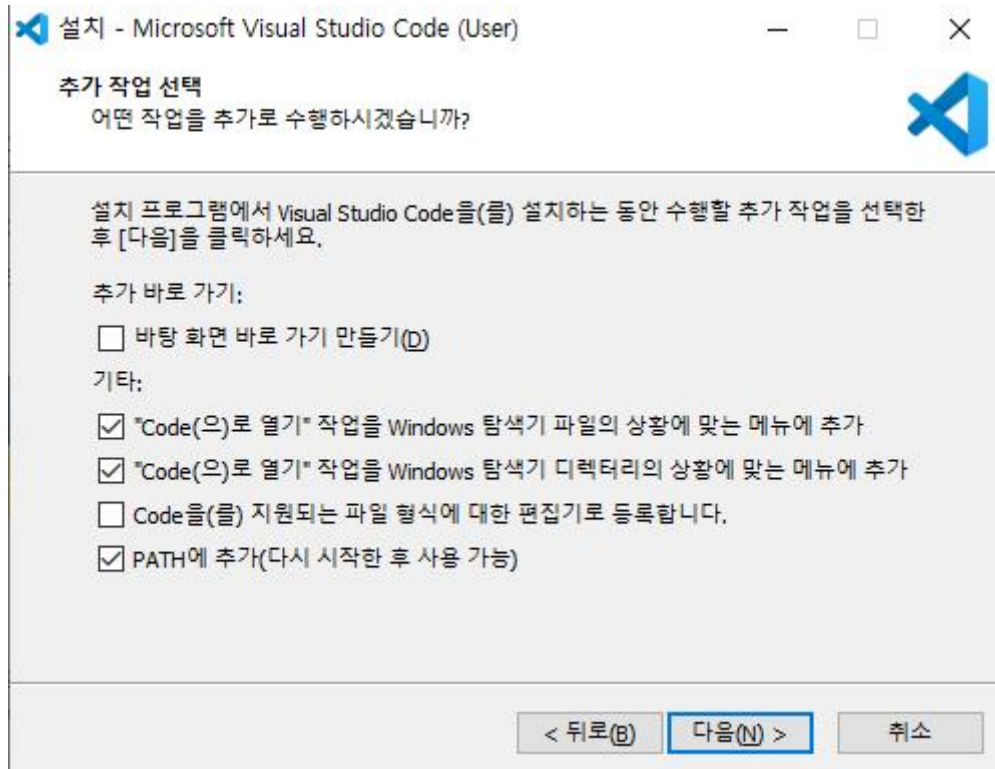 설치 - Microsoft Visual Studio Code (User)
추가 작업 선택
어떤 작업을 추가로 수행하시겠습니까?
설치 프로그램에서 Visual Studio Code을(를) 설치하는 동안 수행할 추가 작업을 선택한
후 [다음]을 클릭하세요.
추가 바로 가기:
바탕 화면 바로 가기 만들기(D)
기타:
"Code(으)로 열기" 작업을 Windows 탐색기 파일의 상황에 맞는 메뉴에 추가
"Code(으)로 열기" 작업을 Windows 탐색기 디렉터리의 상황에 맞는 메뉴에 추가
Code을(를) 지원되는 파일 형식에 대한 편집기로 등록합니다.
PATH에 추가(다시 시작한 후 사용 가능)
< 뒤로(B) 다음(N) > 취소